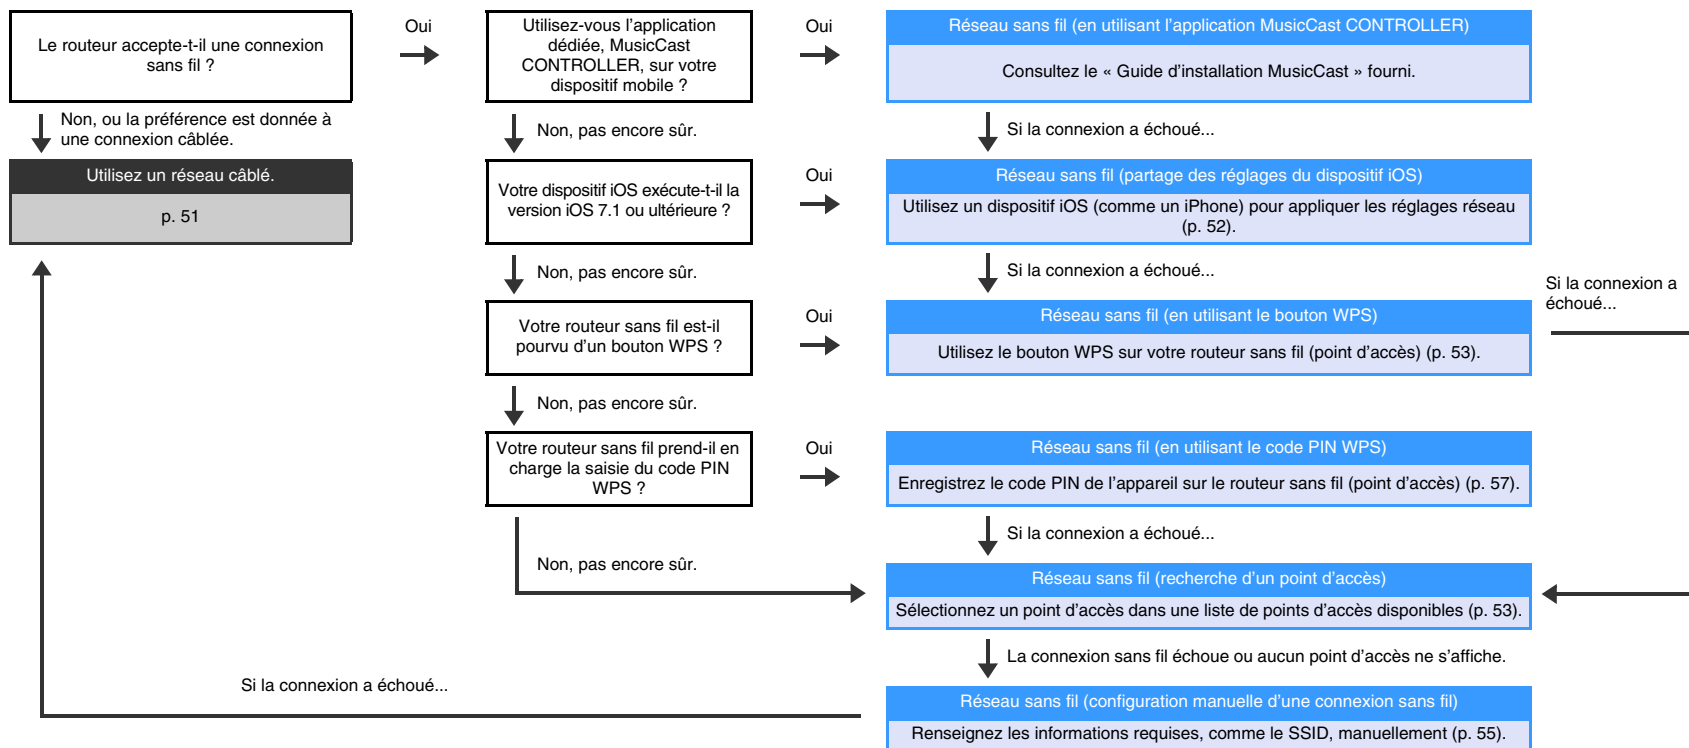 Le routeur accepte-t-il une connexion
sans fil ?
Oui
Utilisez-vous l'application
dédiée, MusicCast
CONTROLLER, sur votre
dispositif mobile ?
Oui
Réseau sans fil (en utilisant l'application MusicCast CONTROLLER)
Consultez le « Guide d'installation MusicCast » fourni.
Non, ou la préférence est donnée à
une connexion câblée.
Non, pas encore sûr.
Si la connexion a échoué...
Utilisez un réseau câblé.
p. 51
Votre dispositif iOS exécute-t-il la
version iOS 7.1 ou ultérieure ?
Oui
Réseau sans fil (partage des réglages du dispositif iOS)
Utilisez un dispositif iOS (comme un iPhone) pour appliquer les réglages réseau
(p. 52).
Non, pas encore sûr.
Si la connexion a échoué...
Si la connexion a
échoué...
Votre routeur sans fil est-il
pourvu d'un bouton WPS ?
Oui
Réseau sans fil (en utilisant le bouton WPS)
Utilisez le bouton WPS sur votre routeur sans fil (point d'accès) (p. 53).
Non, pas encore sûr.
Votre routeur sans fil prend-il en
charge la saisie du code PIN
WPS ?
Oui
Réseau sans fil (en utilisant le code PIN WPS)
Enregistrez le code PIN de l'appareil sur le routeur sans fil (point d'accès) (p. 57).
Si la connexion a échoué...
Non, pas encore sûr.
Réseau sans fil (recherche d'un point d'accès)
Sélectionnez un point d'accès dans une liste de points d'accès disponibles (p. 53).
La connexion sans fil échoue ou aucun point d'accès ne s'affiche.
Si la connexion a échoué...
Réseau sans fil (configuration manuelle d'une connexion sans fil)
Renseignez les informations requises, comme le SSID, manuellement (p. 55).